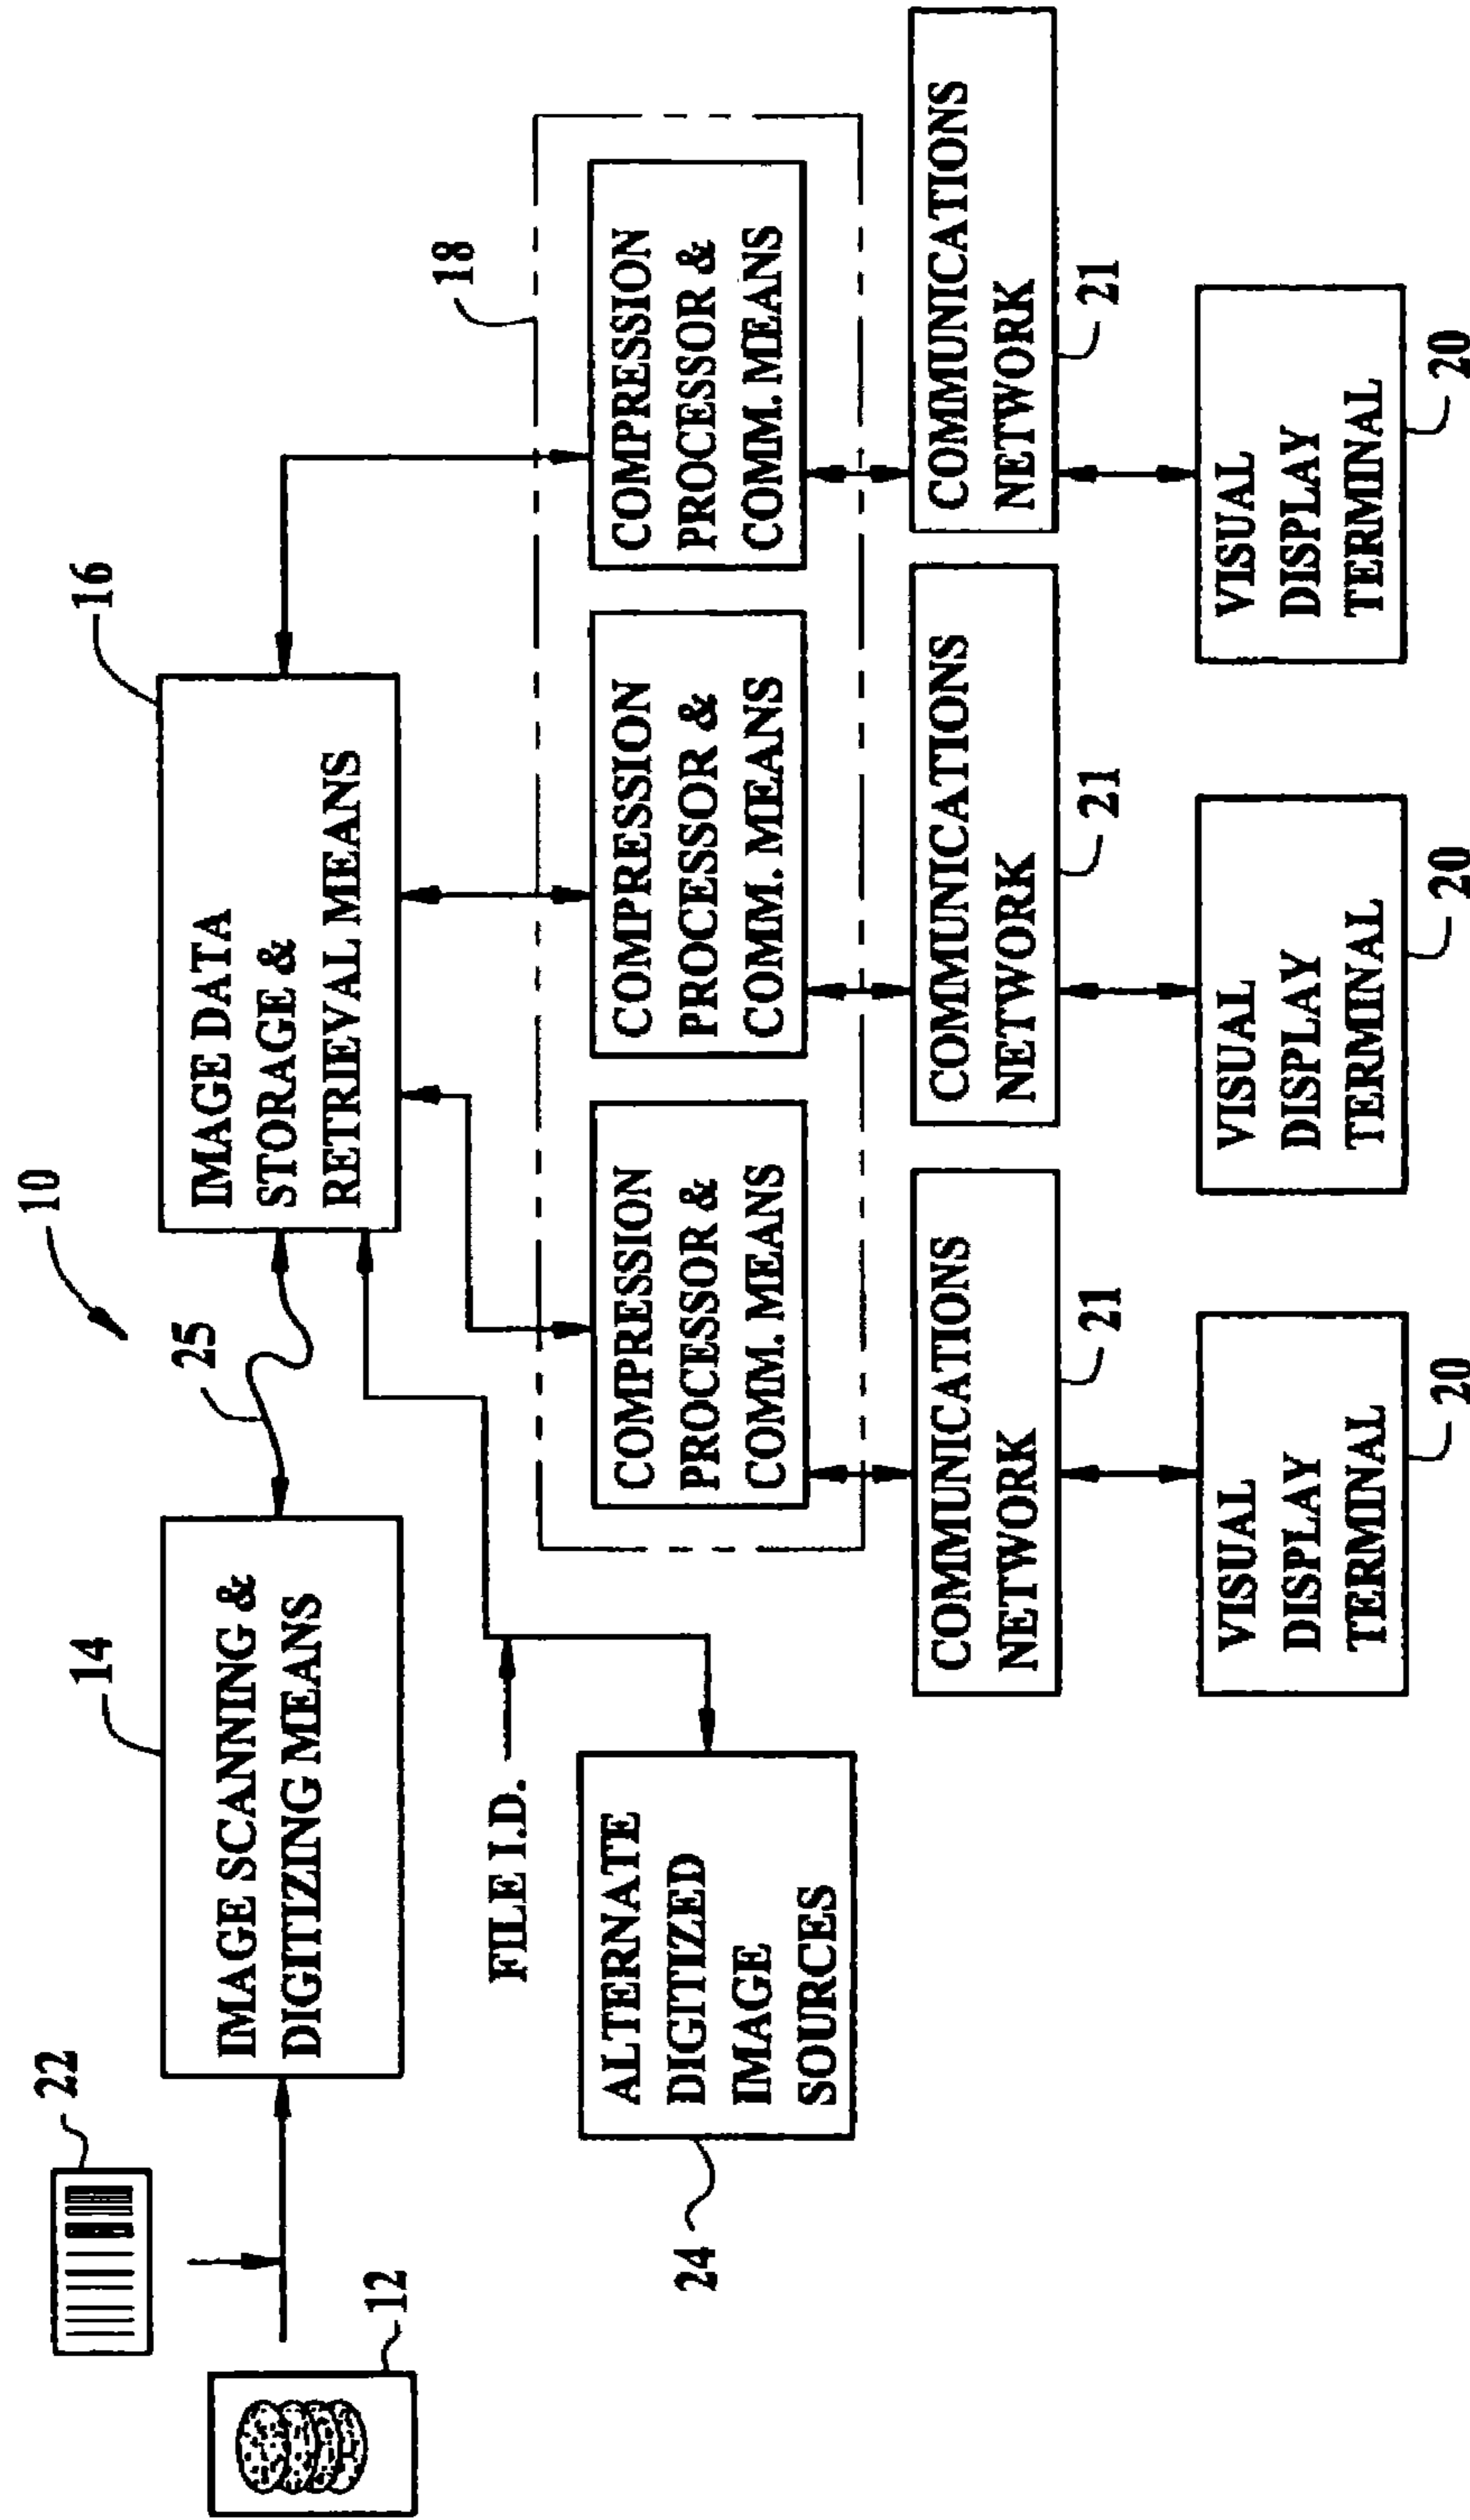 10
22
14
25
16
12
IMAGE SCANNING &
DIGITIZING MEANS
IMAGE DATA
STORAGE &
RETRIEVAL MEANS
18
FILE I.D.
24
ALTERNATE
DIGITIZED
IMAGE
SOURCES
COMPRESSION
PROCESSOR &
COMM. MEANS
COMPRESSION
PROCESSOR &
COMM. MEANS
COMPRESSION
PROCESSOR &
COMM. MEANS
COMMUNICATIONS
NETWORK
21
COMMUNICATIONS
NETWORK
21
COMMUNICATIONS
NETWORK
21
VISUAL
DISPLAY
TERMINAL
20
VISUAL
DISPLAY
TERMINAL
20
VISUAL
DISPLAY
TERMINAL
20